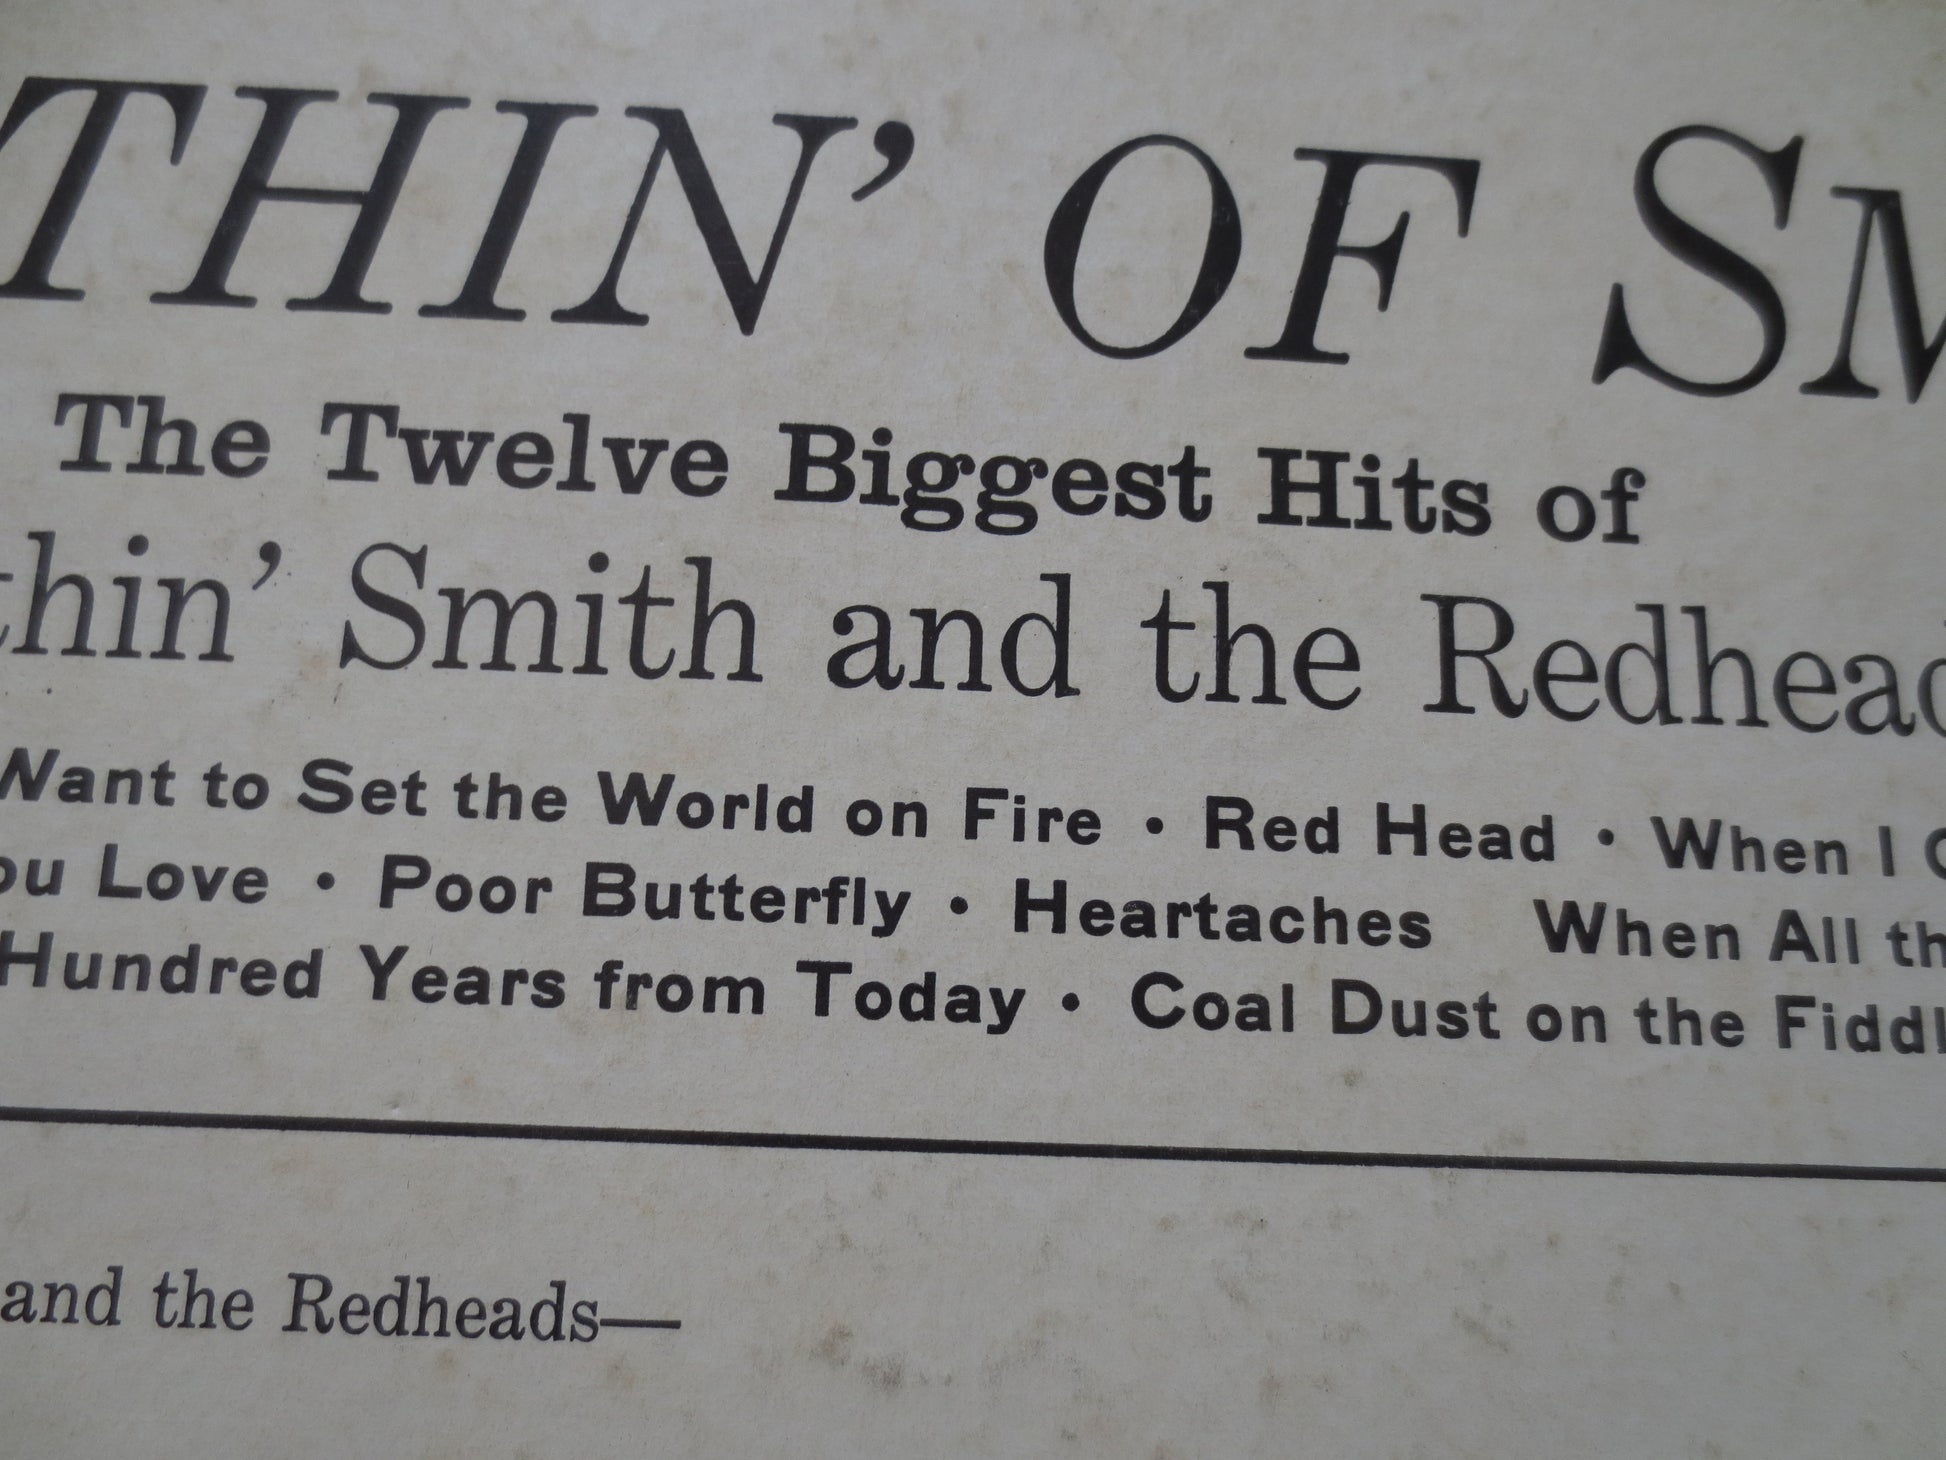 THIN' OF SM
The Twelve Biggest Hits of
thin' Smith and the Redhead
Want to Set the World on Fire • Red Head • When I
ou Love • Poor Butterfly • Heartaches When All th
Hundred Years from Today • Coal Dust on the Fiddl
and the Redheads—